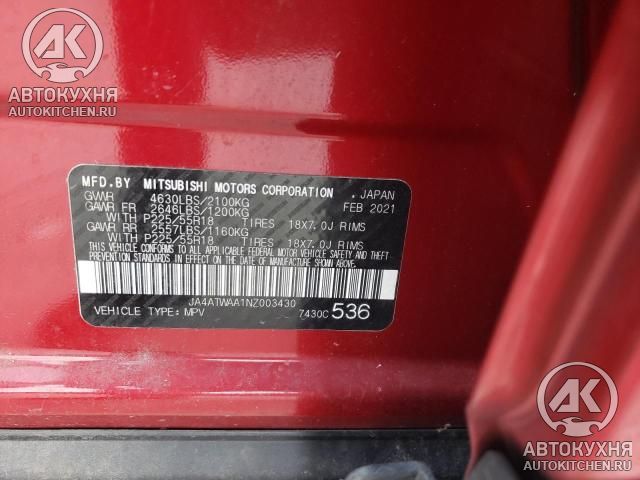 АК
АВТОКУХНЯ
AUTOKITCHEN.RU
MFD.BY MITSUBISHI MOTORS CORPORATION . JAPAN
GVWR 4630LBS/2100KG FEB 2021
GAWR FR 2646LBS/1200KG
WITH P225/55R18 TIRES 18X7.0J RIMS
GAWR RR 2557LBS/1160KG
WITH P225/55R18 TIRES 18X7.0J RIMS
THIS VEHICLE CONFORMS TO ALL APPLICABLE FEDERAL MOTOR VEHICLE SAFETY AND THEFT
PREVENTION STANDARDS IN EFFECT ON THE DATE OF MANUFACTURE SHOWN ABOVE.
JA4ATWAA1NZ003430
VEHICLE TYPE: MPV 7430C 536
АК
АВТОКУХНЯ
AUTOKITCHEN.RU